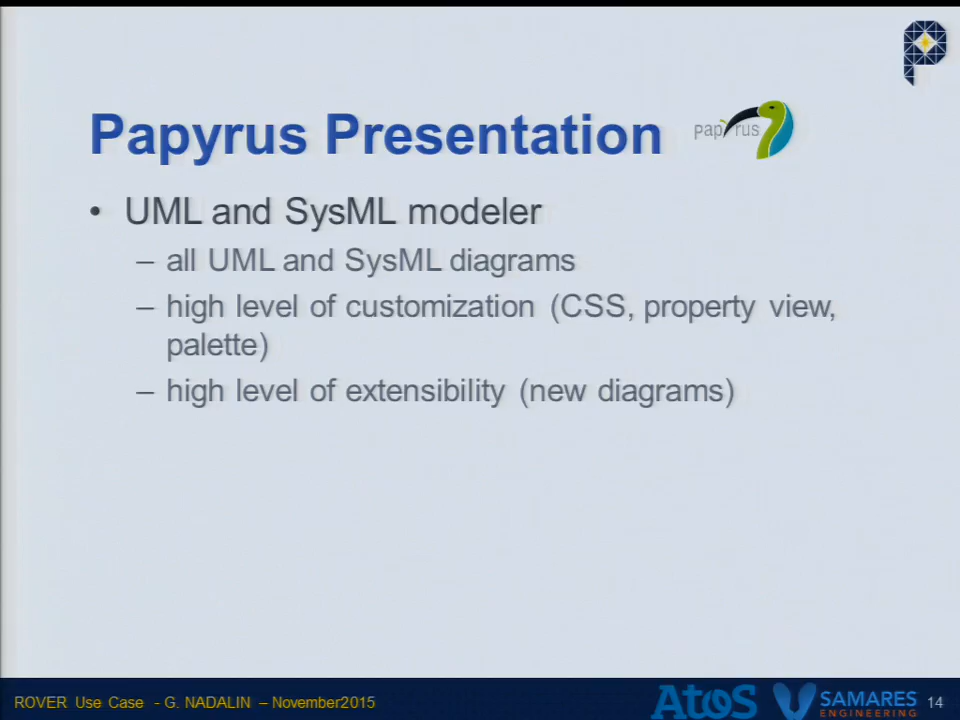 Papyrus Presentation
papyrus
• UML and SysML modeler
– all UML and SysML diagrams
– high level of customization (CSS, property view,
palette)
– high level of extensibility (new diagrams)
ROVER Use Case - G. NADALIN – November2015
Atos
SAMARES
ENGINEERING
14